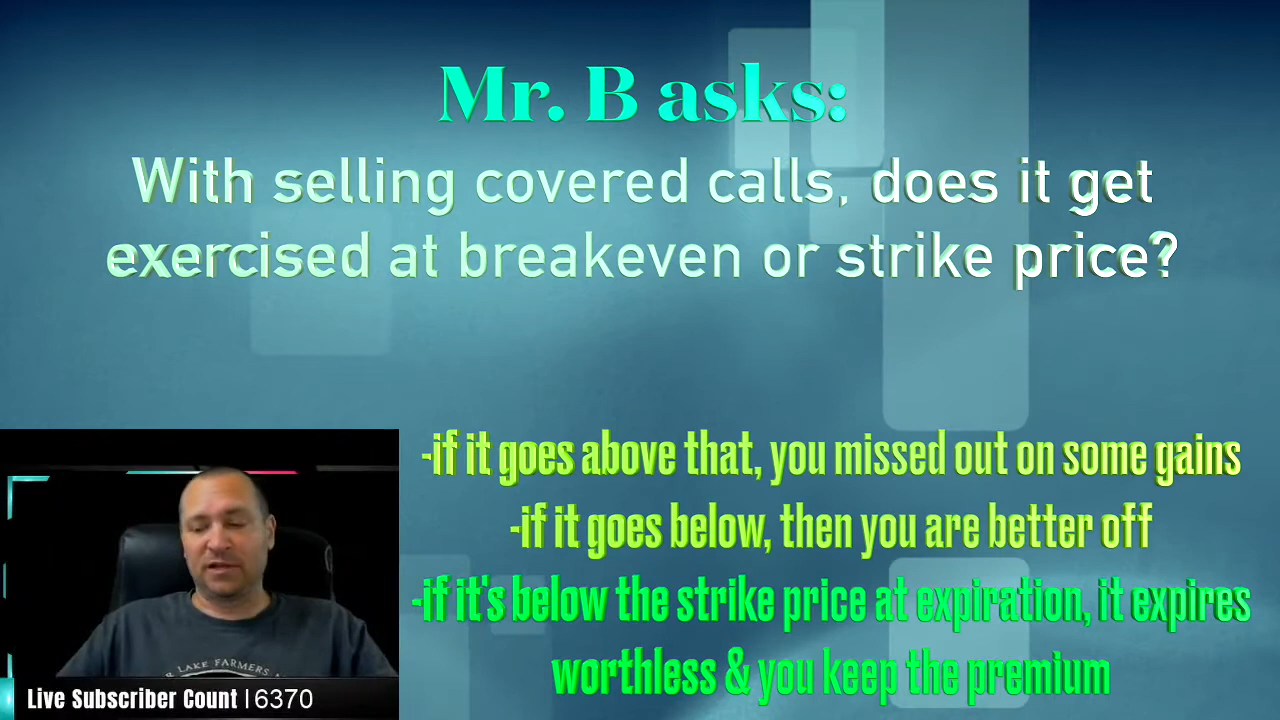 Mr. B asks:
With selling covered calls, does it get
exercised at breakeven or strike price?
-if it goes above that, you missed out on some gains
-if it goes below, then you are better off
-if it's below the strike price at expiration, it expires
worthless & you keep the premium
LAKE FARMERS
Live Subscriber Count | 6370